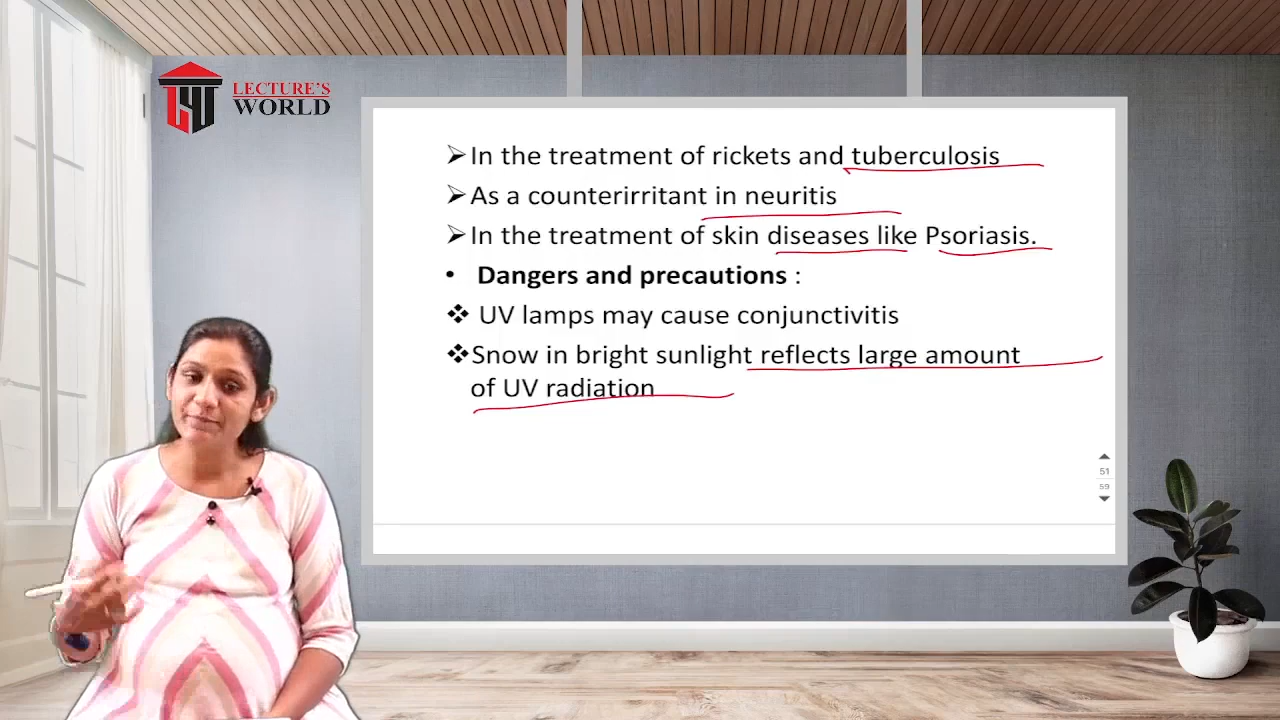 LECTURE'S
WORLD
➢In the treatment of rickets and tuberculosis
➢As a counterirritant in neuritis
➢In the treatment of skin diseases like Psoriasis.
• Dangers and precautions :
❖ UV lamps may cause conjunctivitis
❖Snow in bright sunlight reflects large amount
of UV radiation
51
59